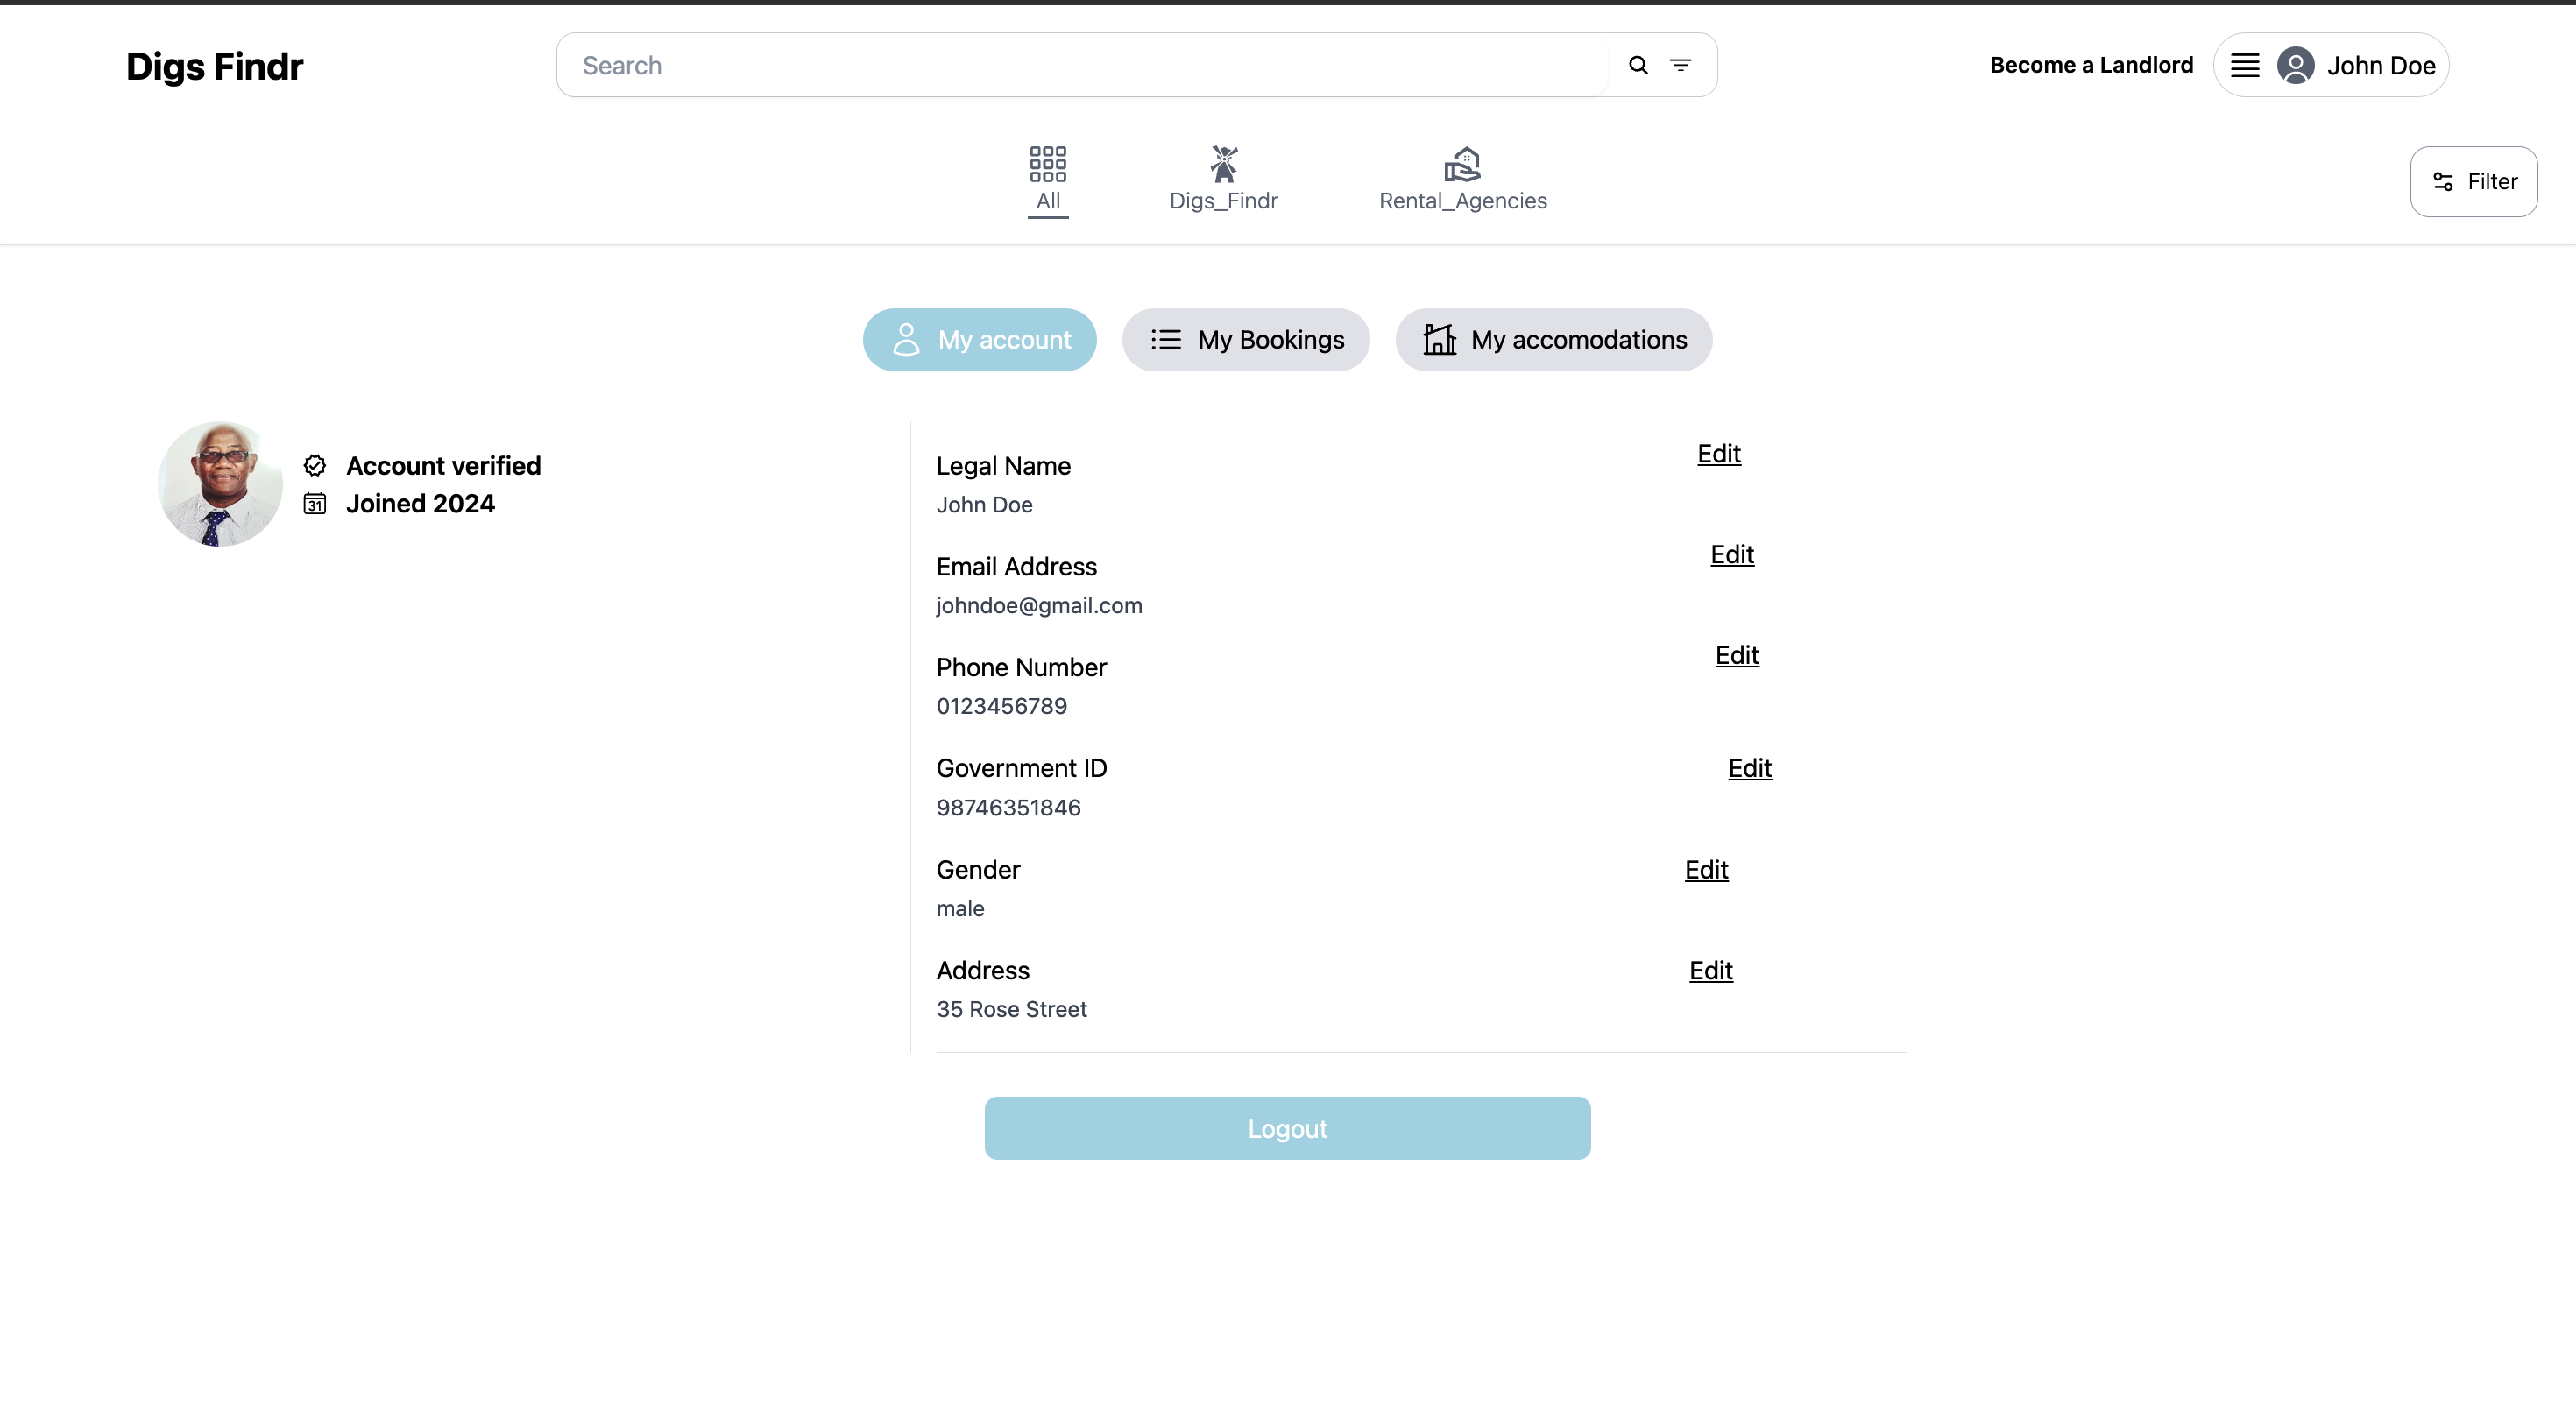 Digs Findr
Search
Become a Landlord
John Doe
All
Digs_Findr
Rental_Agencies
Filter
My account
My Bookings
My accomodations
Account verified
31 Joined 2024
Legal Name
Edit
John Doe
Email Address
Edit
johndoe@gmail.com
Phone Number
Edit
0123456789
Government ID
Edit
98746351846
Gender
Edit
male
Address
Edit
35 Rose Street
Logout